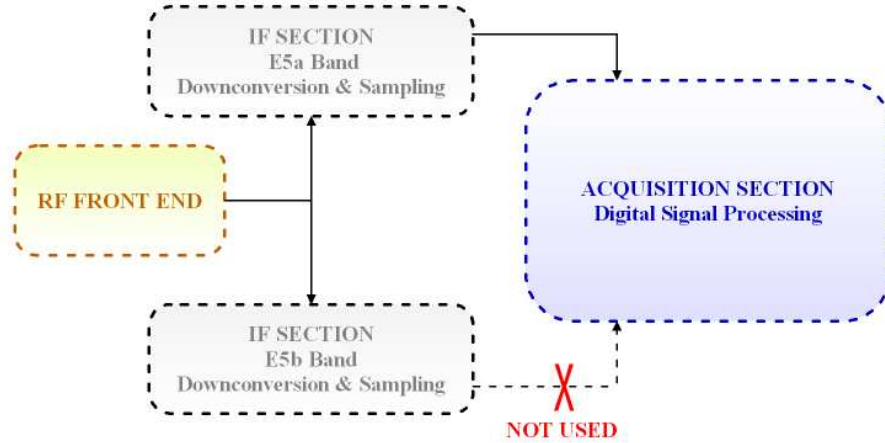 IF SECTION
E5a Band
Downconversion & Sampling
RF FRONT END
ACQUISITION SECTION
Digital Signal Processing
IF SECTION
E5b Band
Downconversion & Sampling
X
NOT USED